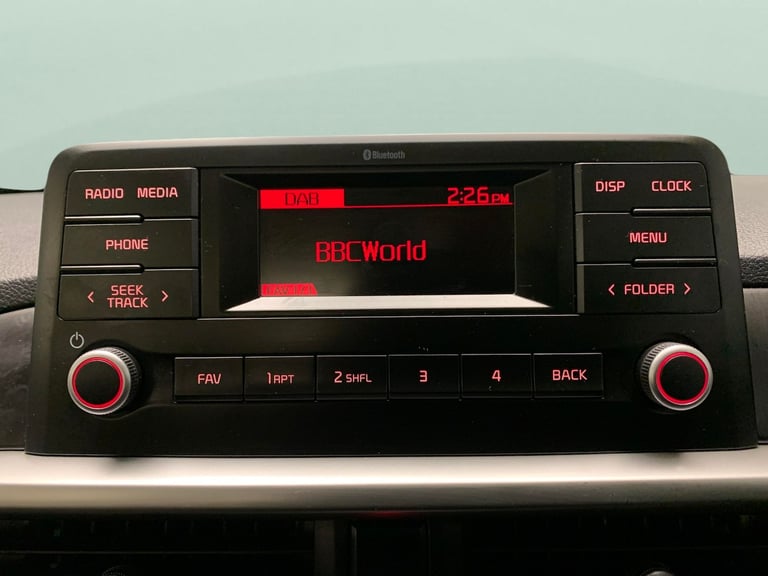 Bluetooth
RADIO MEDIA
DAB 2:26PM
DISP CLOCK
PHONE
BBCWorld
MENU
< SEEK TRACK >
< FOLDER >
FAV 1 RPT 2 SHFL 3 4 BACK